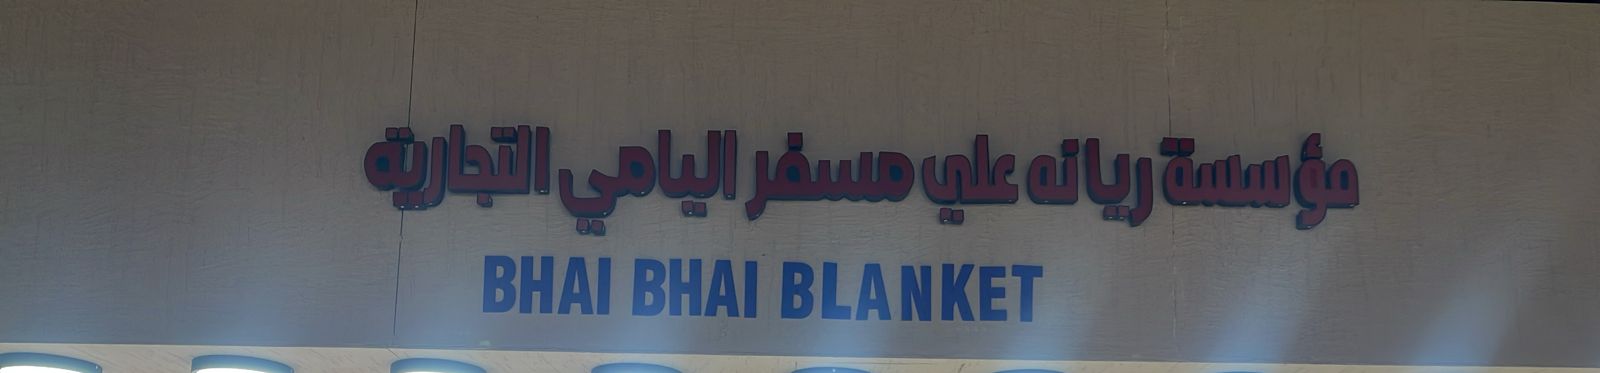 مؤسسة ريانه علي مسفر اليامي التجارية
BHAI BHAI BLANKET